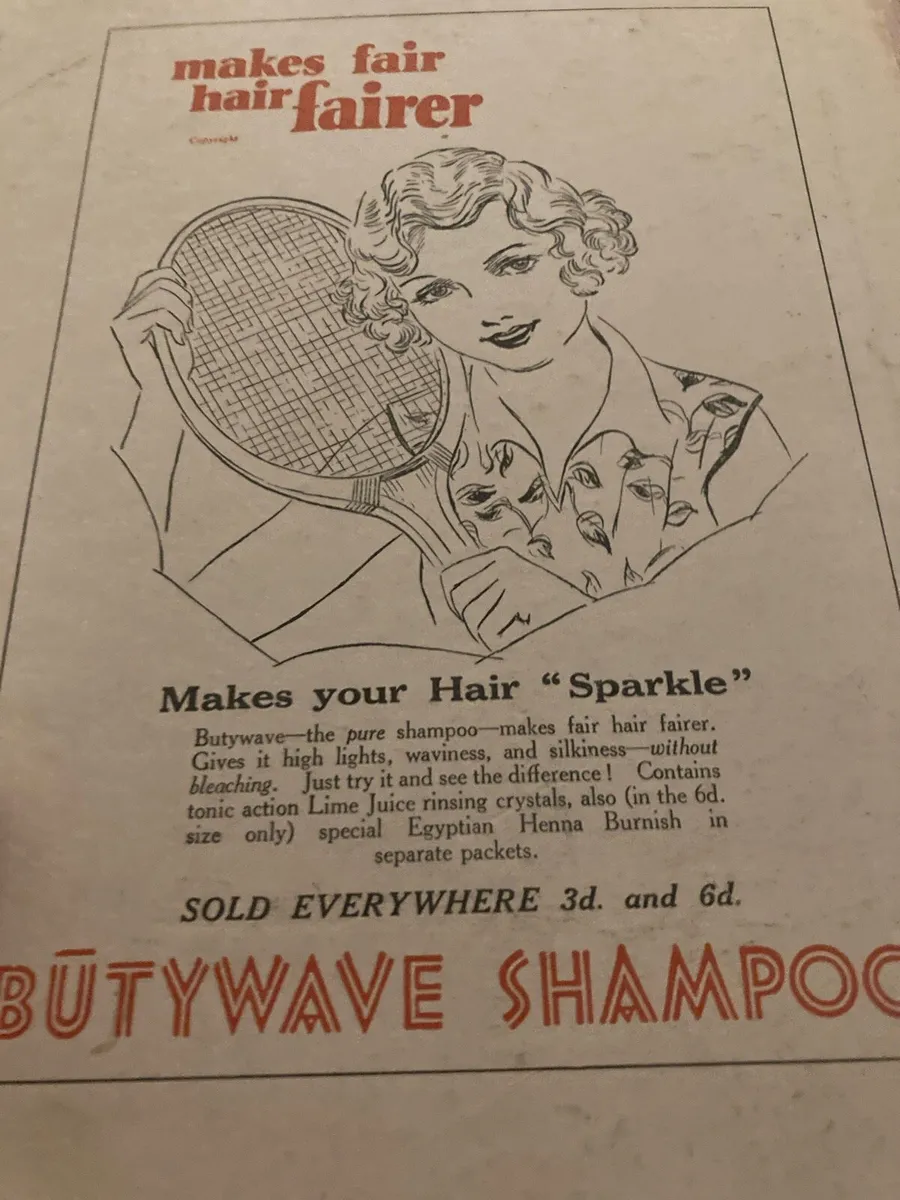 makes fair
hair fairer
Copyright
Makes your Hair “Sparkle”
Butywave—the pure shampoo—makes fair hair fairer.
Gives it high lights, waviness, and silkiness—without
bleaching. Just try it and see the difference! Contains
tonic action Lime Juice rinsing crystals, also (in the 6d.
size only) special Egyptian Henna Burnish in
separate packets.
SOLD EVERYWHERE 3d. and 6d.
BŪTYWAVE SHAMPOO